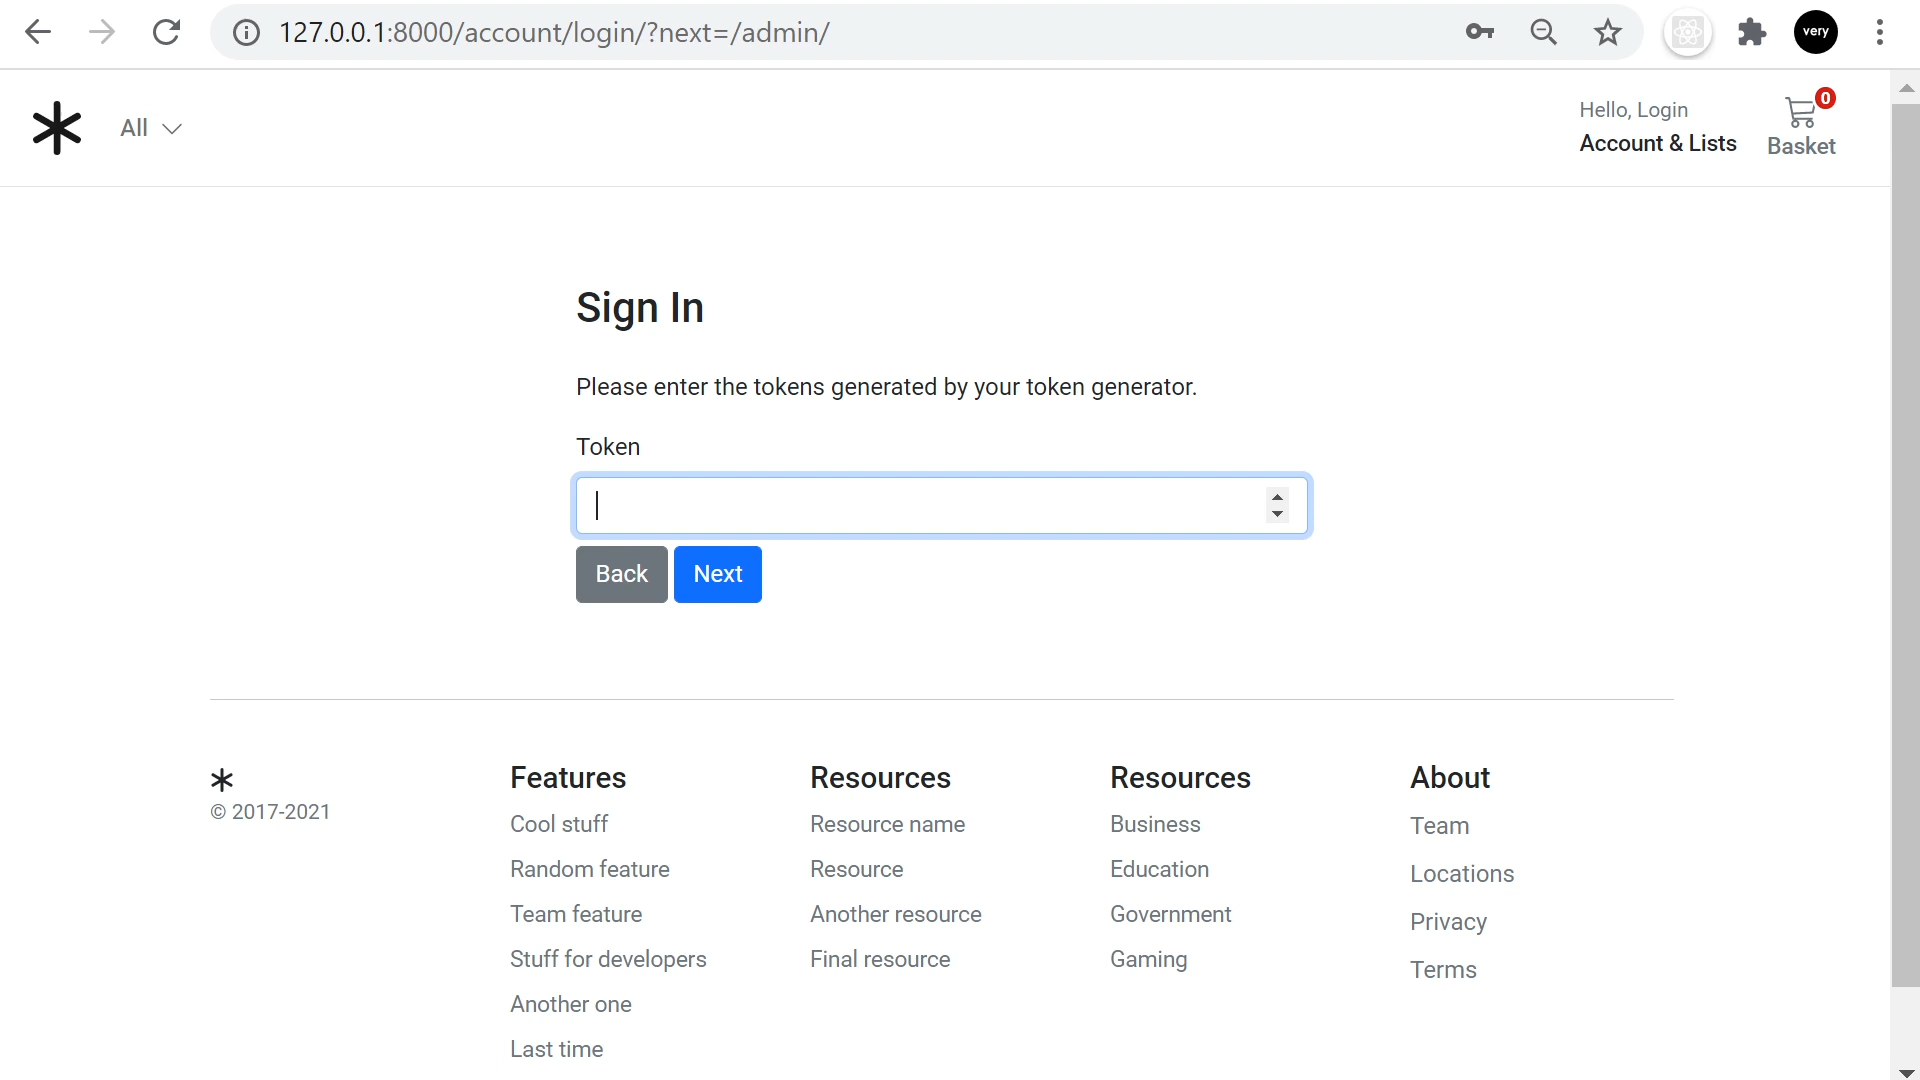 127.0.0.1:8000/account/login/?next=/admin/
very
All
Hello, Login
Account & Lists
0
Basket
Sign In
Please enter the tokens generated by your token generator.
Token
Back
Next
© 2017-2021
Features
Cool stuff
Random feature
Team feature
Stuff for developers
Another one
Last time
Resources
Resource name
Resource
Another resource
Final resource
Resources
Business
Education
Government
Gaming
About
Team
Locations
Privacy
Terms